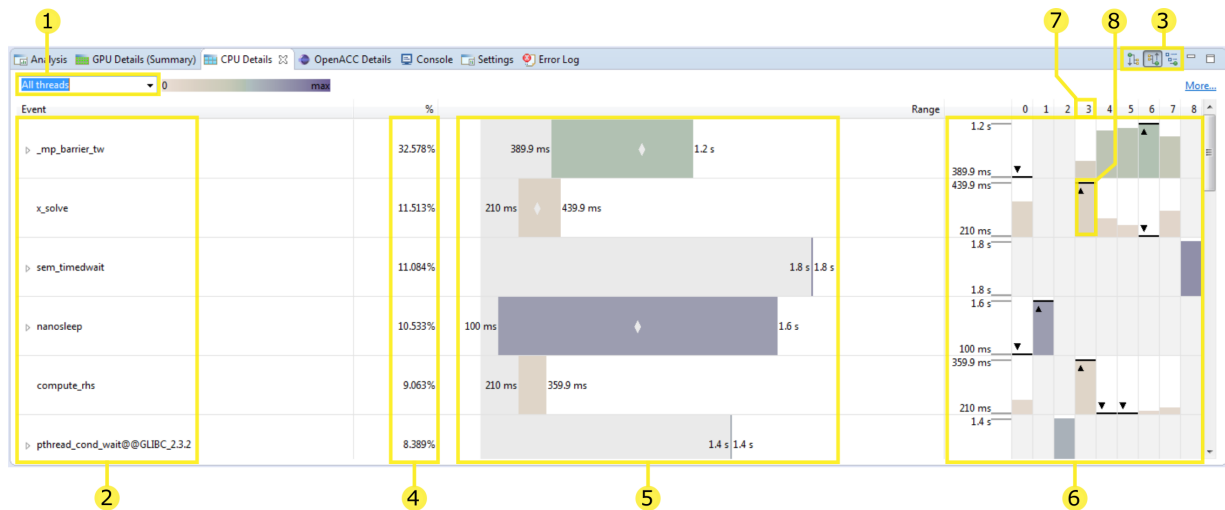 1 7 8 3
Analysis GPU Details (Summary) CPU Details OpenACC Details Console Settings Error Log
All threads 0 max More...
Event % Range 0 1 2 3 4 5 6 7 8
_mp_barrier_tw 32.578% 389.9 ms 1.2 s 1.2 s 389.9 ms
x_solve 11.513% 210 ms 439.9 ms 439.9 ms 210 ms
sem_timedwait 11.084% 1.8 s 1.8 s 1.8 s 1.8 s
nanosleep 10.533% 100 ms 1.6 s 1.6 s 100 ms
compute_rhs 9.063% 210 ms 359.9 ms 359.9 ms 210 ms
pthread_cond_wait@@GLIBC_2.3.2 8.389% 1.4 s 1.4 s 1.4 s
2 4 5 6